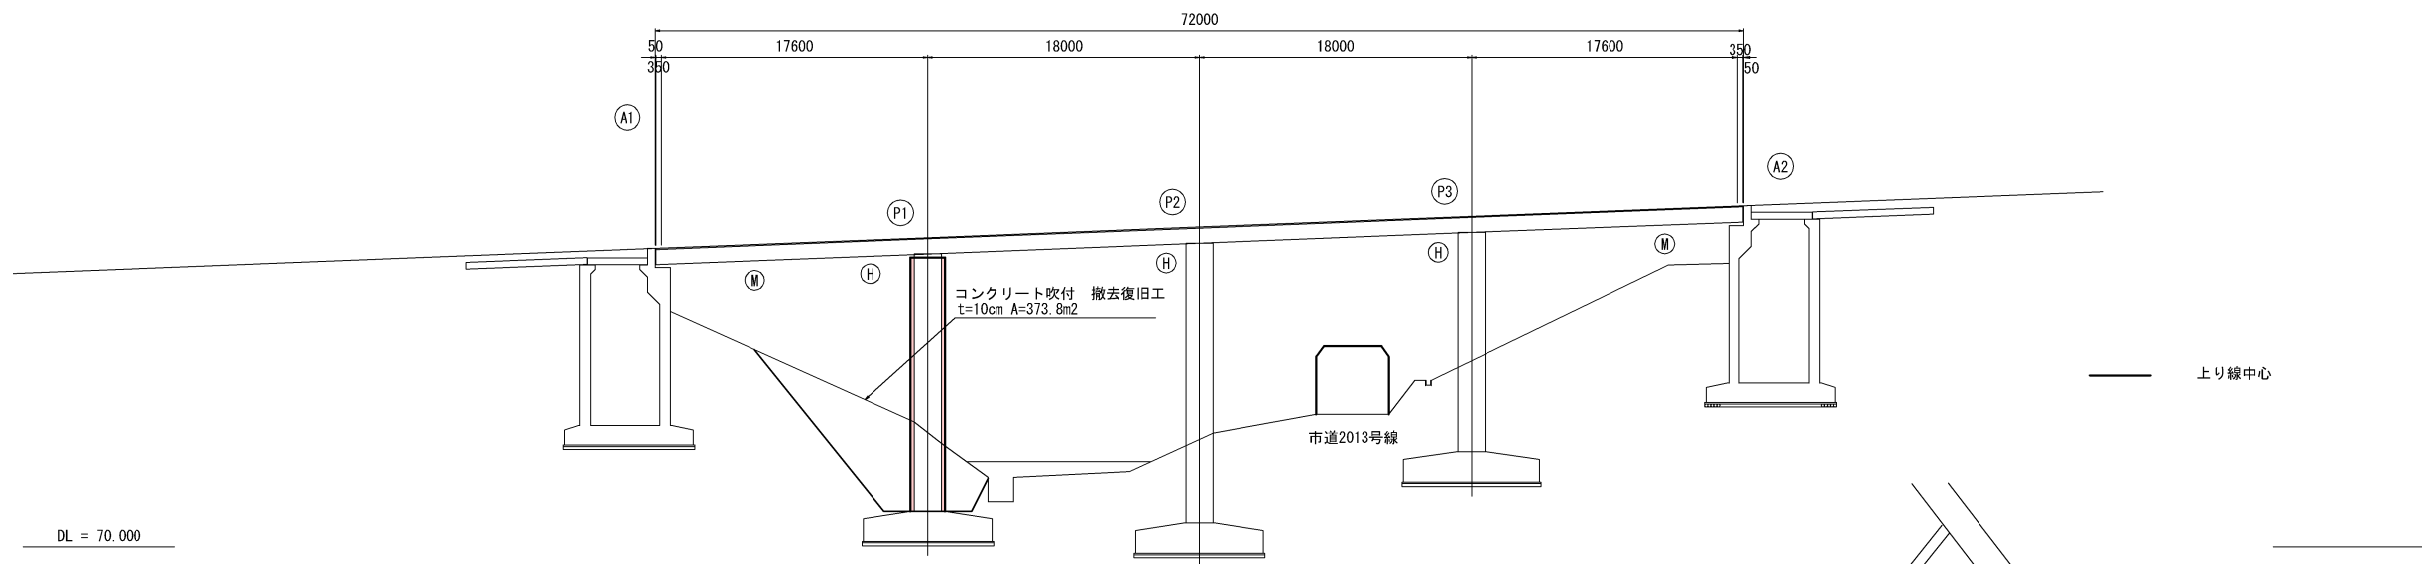 72000
50
17600
18000
18000
17600
350
350
50
A1
A2
P3
P2
P1
H
M
H
H
M
コンクリート吹付 撤去復旧工
t=10cm A=373.8m2
上り線中心
市道2013号線
DL = 70.000